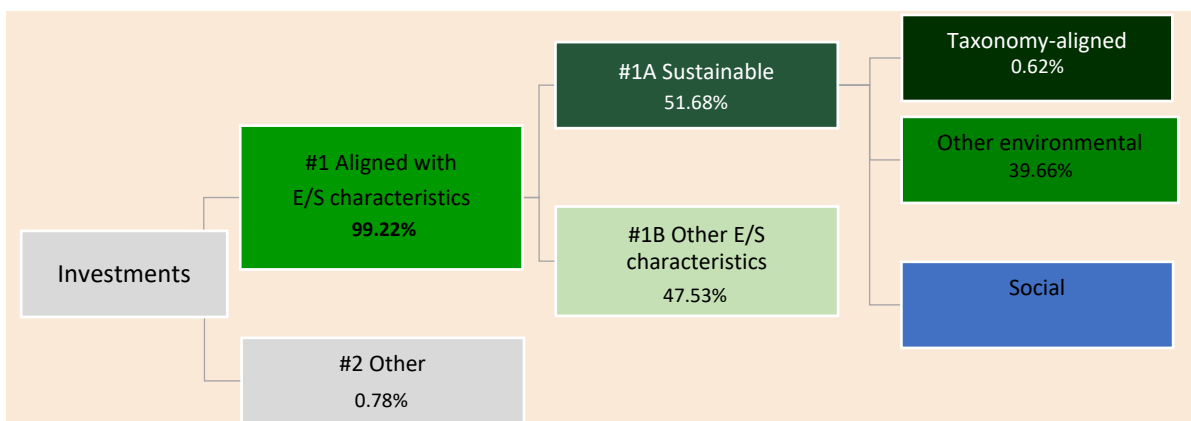 Investments
#1 Aligned with
E/S characteristics
99.22%
#2 Other
0.78%
#1A Sustainable
51.68%
#1B Other E/S
characteristics
47.53%
Taxonomy-aligned
0.62%
Other environmental
39.66%
Social